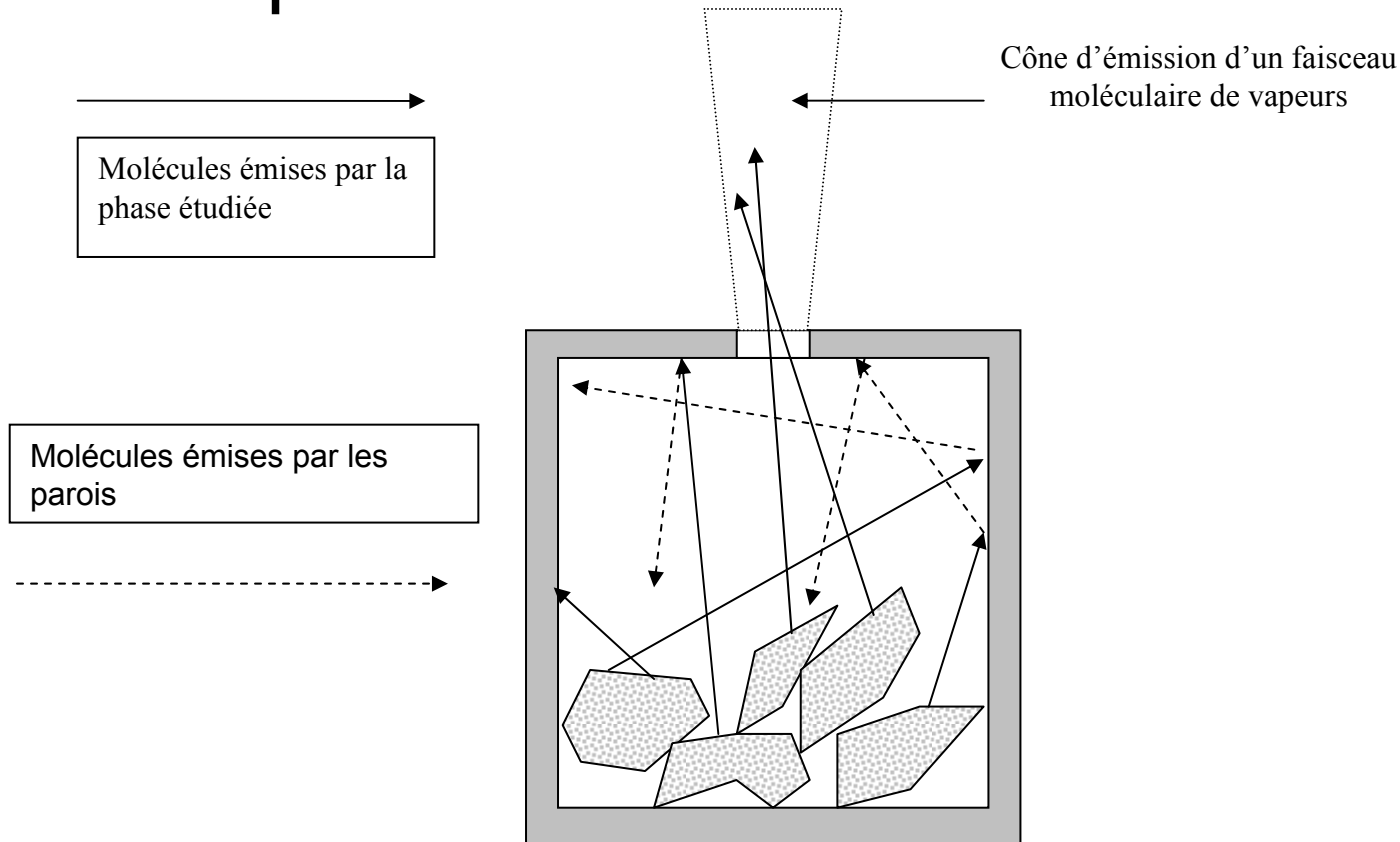 Cône d’émission d’un faisceau
moléculaire de vapeurs
Molécules émises par la
phase étudiée
Molécules émises par les
parois